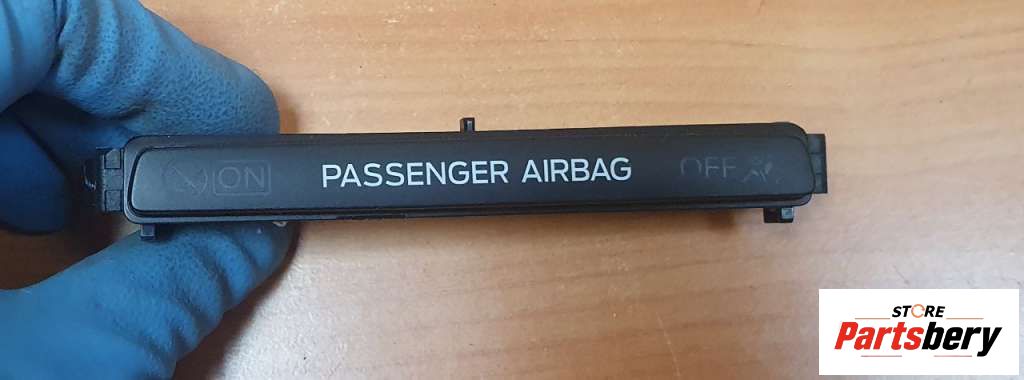 ON PASSENGER AIRBAG OFF
STORE
Partsbery